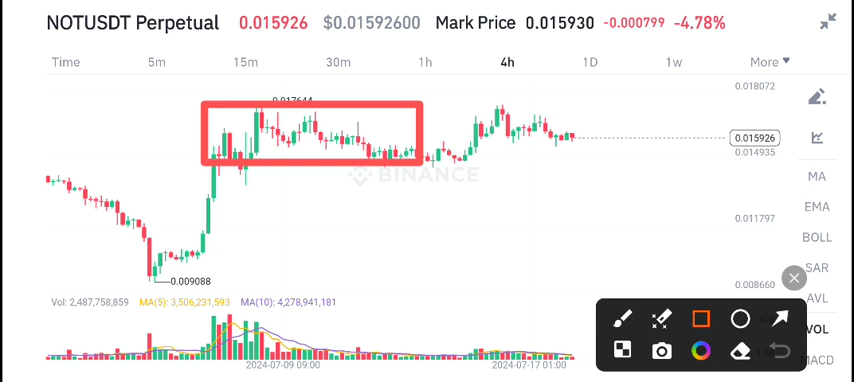 NOTUSDT Perpetual 0.015926 $0.01592600 Mark Price 0.015930 -0.000799 -4.78%
Time 5m 15m 30m 1h 4h 1D 1w More
0.017644
0.018072
0.015926
0.014935
BINANCE
MA
EMA
0.011797
BOLL
0.009088
SAR
0.008660
AVL
Vol: 2,487,758,859 MA(5): 3,506,231,593 MA(10): 4,278,941,181
VOL
MACD
2024-07-09 09:00 2024-07-17 01:00